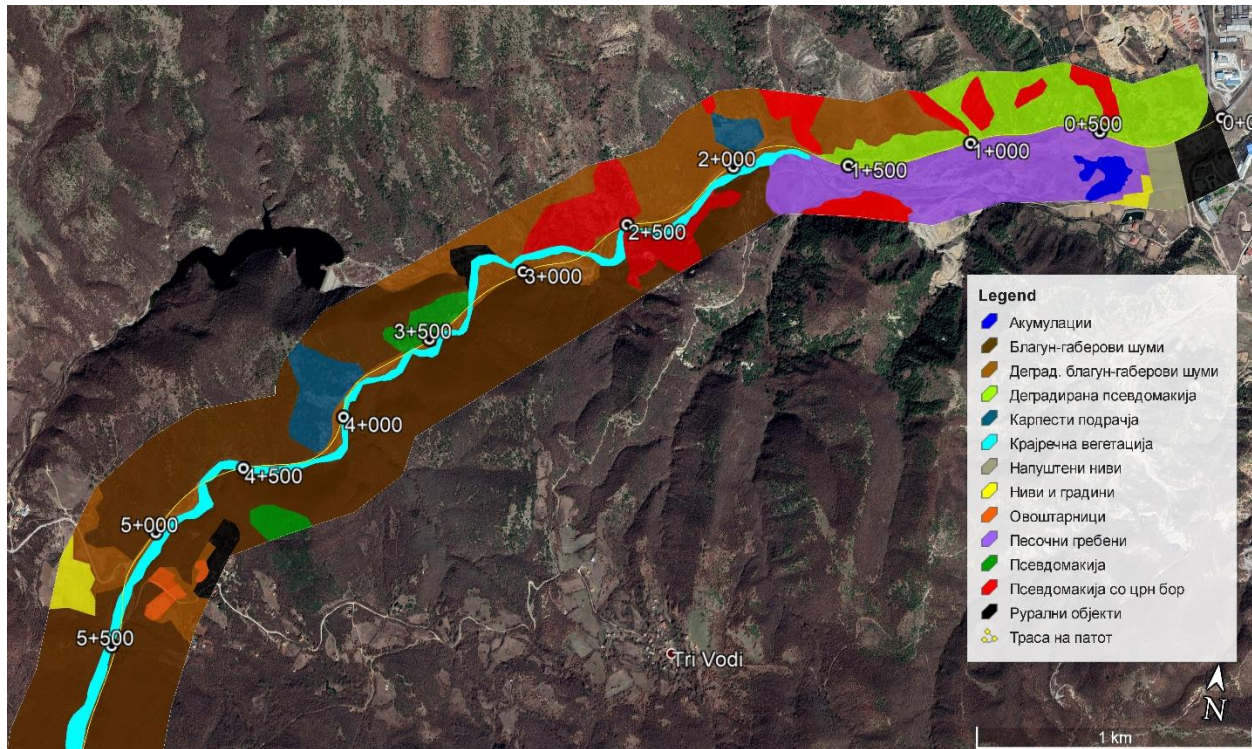 0+500
0+0
1+000
1+500
2+000
2+500
3+000
3+500
4+000
4+500
5+000
5+500
Tri Vodi
Legend
Акумулации
Благун-габерови шуми
Деград. благун-габерови шуми
Деградирана псевдомакија
Карпести подрачја
Крајречна вегетација
Напуштени ниви
Ниви и градини
Овоштарници
Песочни гребени
Псевдомакија
Псевдомакија со црн бор
Рурални објекти
Траса на патот
N
1 km